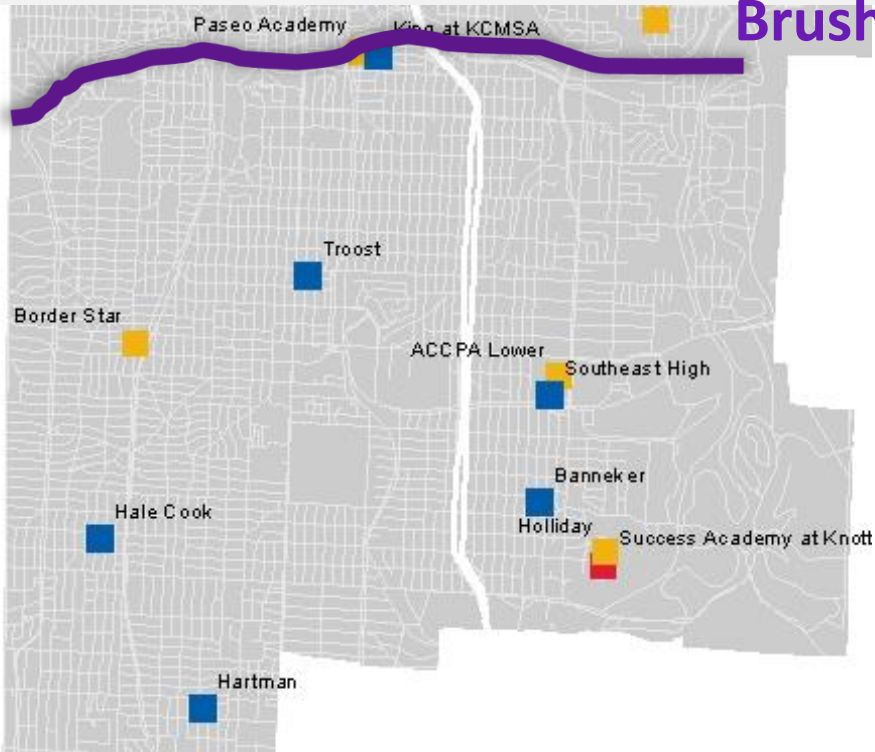 Brush
Paseo Academy
King at KCMSA
Troost
Border Star
ACCPA Lower
Southeast High
Banneker
Hale Cook
Holliday
Success Academy at Knott
Hartman